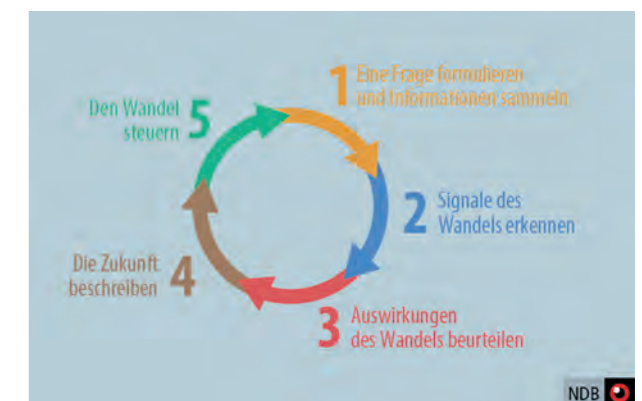 1 Eine Frage formulieren
und Informationen sammeln
2 Signale des
Wandels erkennen
3 Auswirkungen
des Wandels beurteilen
4 Die Zukunft
beschreiben
5 Den Wandel
steuern
NDB